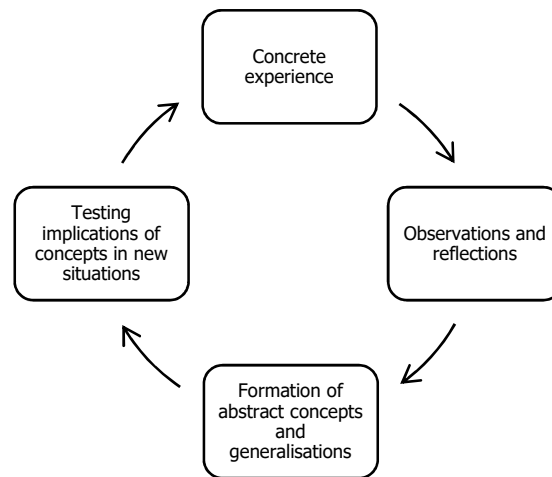 Concrete
experience
Testing
implications of
concepts in new
situations
Observations and
reflections
Formation of
abstract concepts
and
generalisations